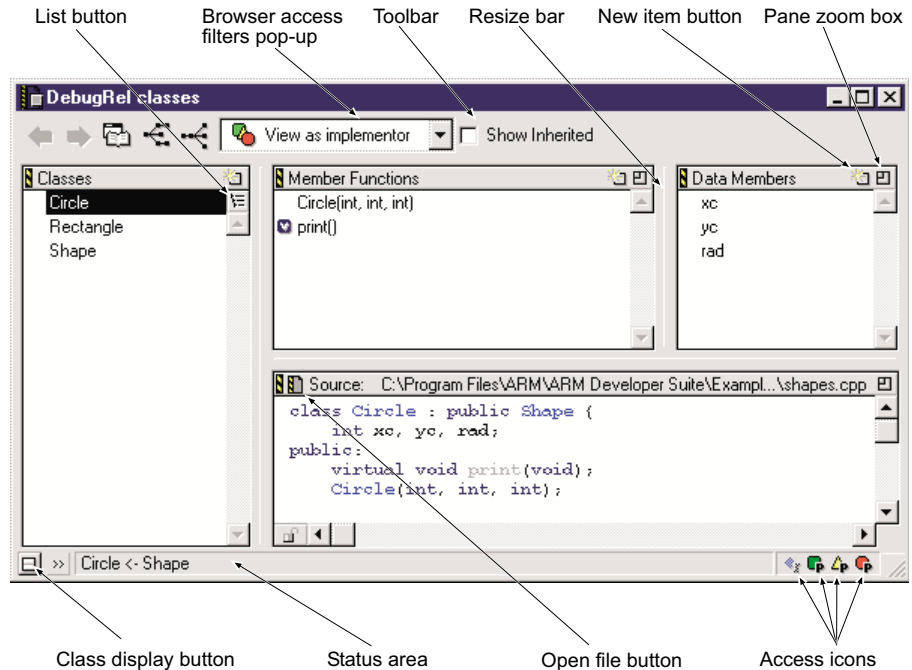 List button
Browser access
filters pop-up
Toolbar
Resize bar
New item button
Pane zoom box
DebugRel classes
View as implementor
Show Inherited
Classes
Circle
Rectangle
Shape
Member Functions
Circle(int, int, int)
print()
Data Members
xc
yc
rad
Source: C:\Program Files\ARM\ARM Developer Suite\Exampl...\shapes.cpp
class Circle : public Shape {
int xc, yc, rad;
public:
virtual void print(void);
Circle(int, int, int);
>> Circle <- Shape
P P P
Class display button
Status area
Open file button
Access icons